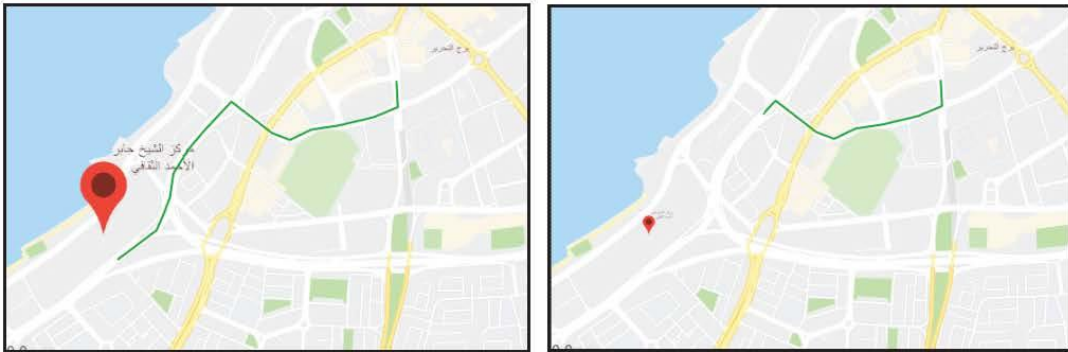 برج التحرير
مركز الشيخ جابر
الأحمد الثقافي
برج التحرير